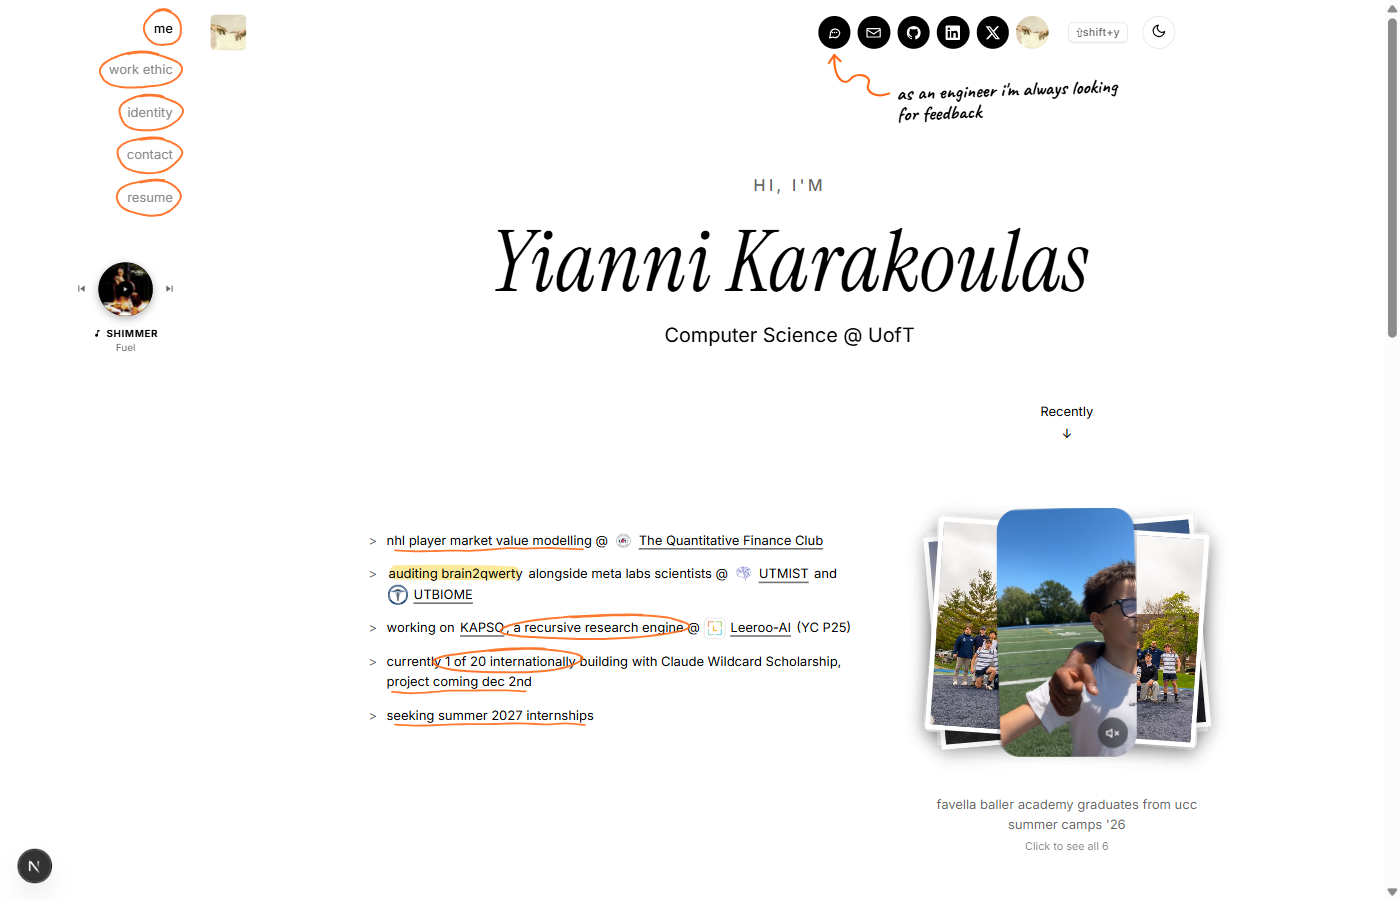 me
work ethic
identity
contact
resume
SHIMMER
Fuel
⇧shift+y
as an engineer i'm always looking
for feedback
HI, I'M
Yianni Karakoulas
Computer Science @ UofT
Recently
↓
> nhl player market value modelling @ The Quantitative Finance Club
> auditing brain2qwerty alongside meta labs scientists @ UTMIST and
UTBIOME
> working on KAPSO, a recursive research engine @ Leeroo-AI (YC P25)
> currently 1 of 20 internationally building with Claude Wildcard Scholarship,
project coming dec 2nd
> seeking summer 2027 internships
favella baller academy graduates from ucc
summer camps '26
Click to see all 6
N